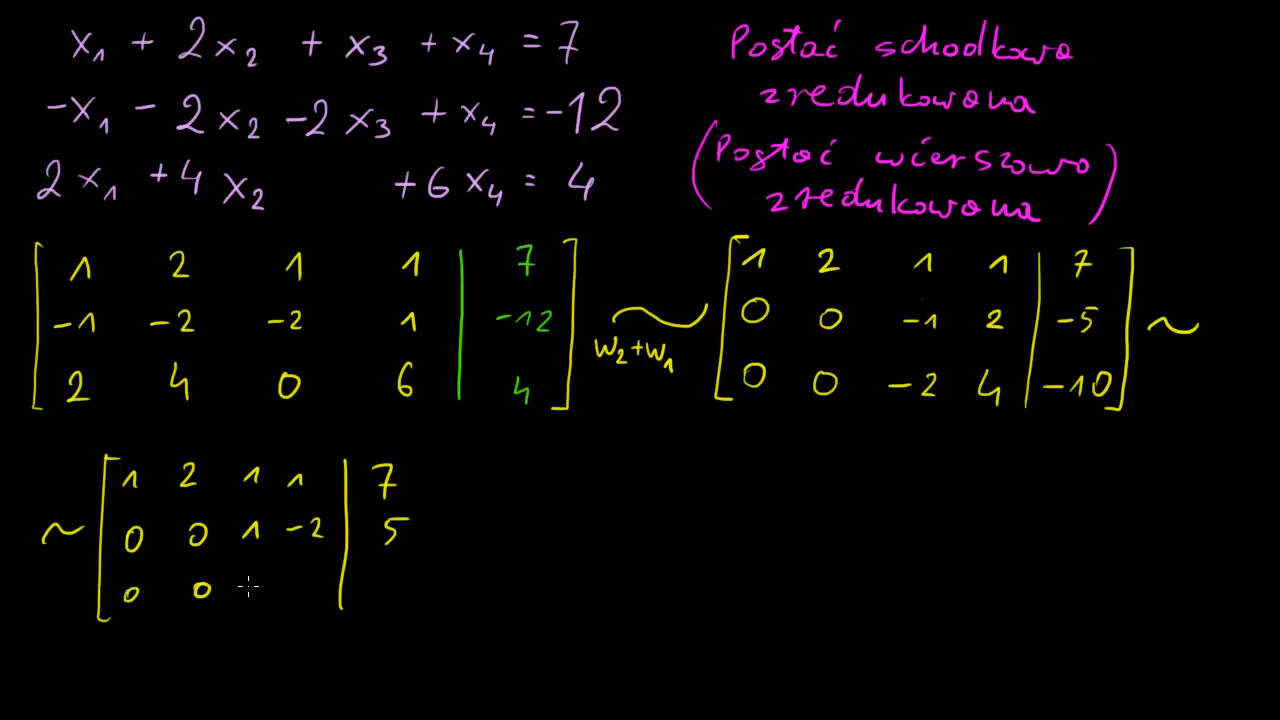 x₁ + 2x₂ + x₃ + x₄ = 7
-x₁ - 2x₂ -2x₃ + x₄ = -12
2x₁ + 4x₂ + 6x₄ = 4
Postać schodkowa
zredukowana
(Postać wierszowa
zredukowana)
1 2 1 1 | 7
-1 -2 -2 1 | -12
2 4 0 6 | 4
~
w₂+w₁
1 2 1 1 | 7
0 0 -1 2 | -5
0 0 -2 4 | -10
~
~
1 2 1 1 | 7
0 0 1 -2 | 5
0 0 |